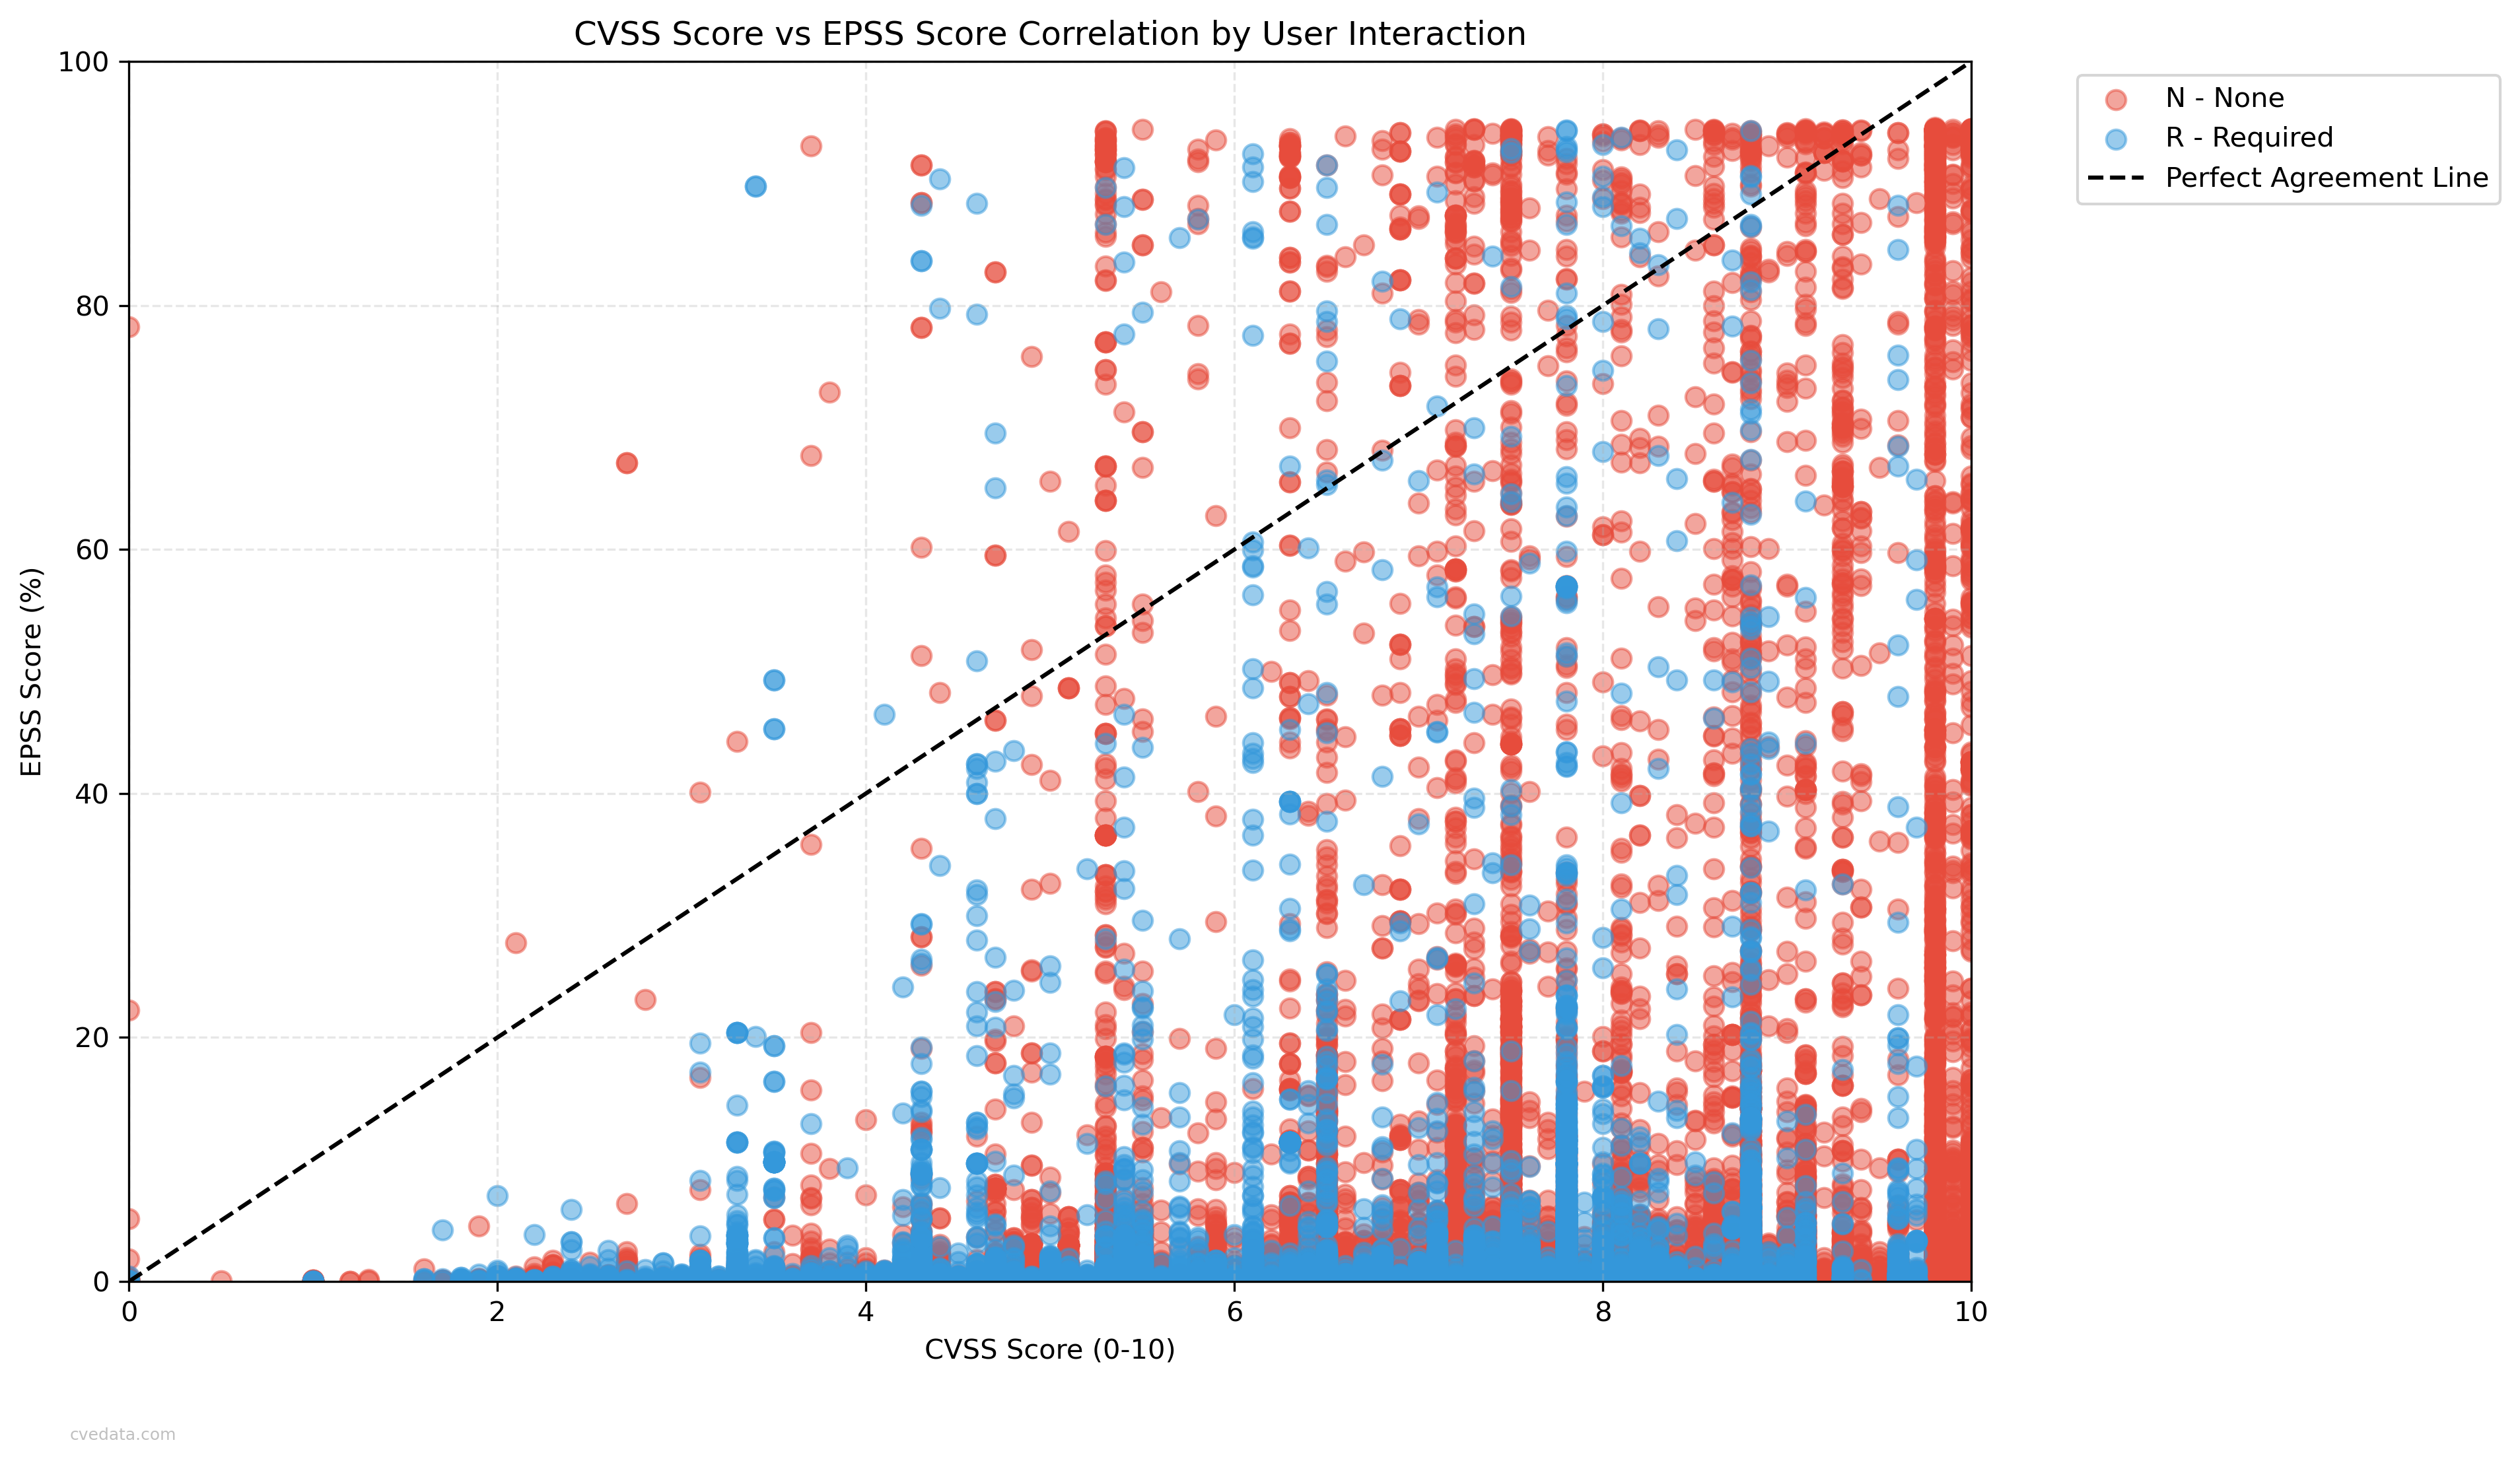 CVSS Score vs EPSS Score Correlation by User Interaction
N - None
R - Required
Perfect Agreement Line
EPSS Score (%)
100
80
60
40
20
0
0
2
4
6
8
10
CVSS Score (0-10)
cvedata.com